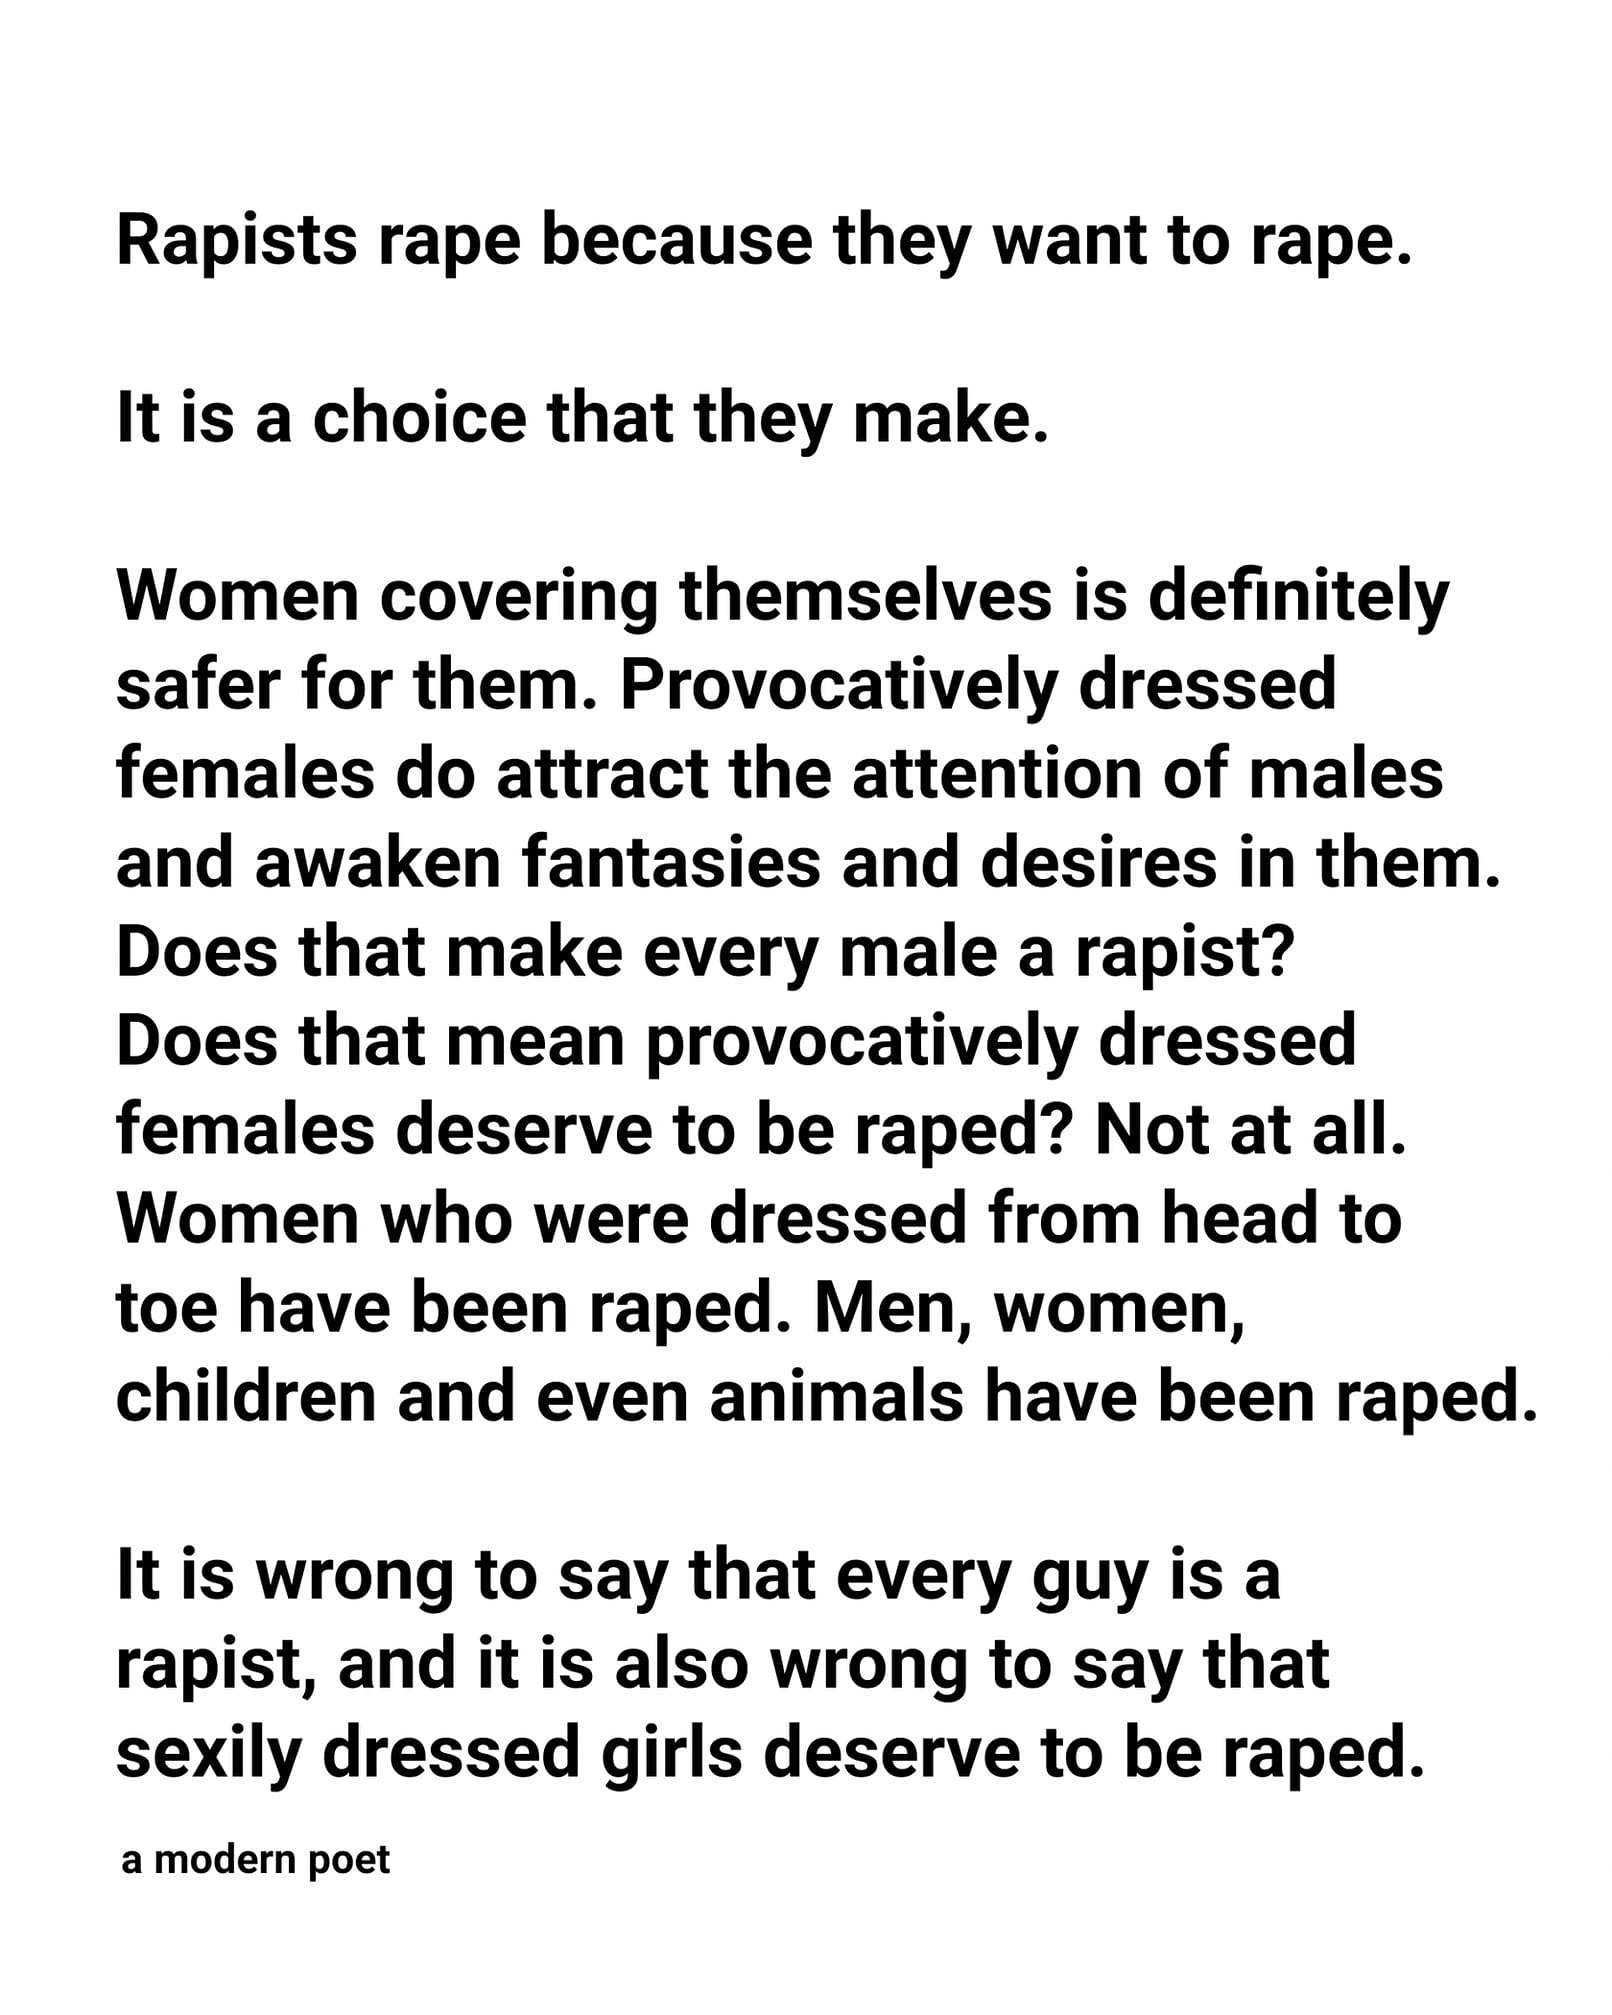 Rapists rape because they want to rape.
It is a choice that they make.
Women covering themselves is definitely
safer for them. Provocatively dressed
females do attract the attention of males
and awaken fantasies and desires in them.
Does that make every male a rapist?
Does that mean provocatively dressed
females deserve to be raped? Not at all.
Women who were dressed from head to
toe have been raped. Men, women,
children and even animals have been raped.
It is wrong to say that every guy is a
rapist, and it is also wrong to say that
sexily dressed girls deserve to be raped.
a modern poet